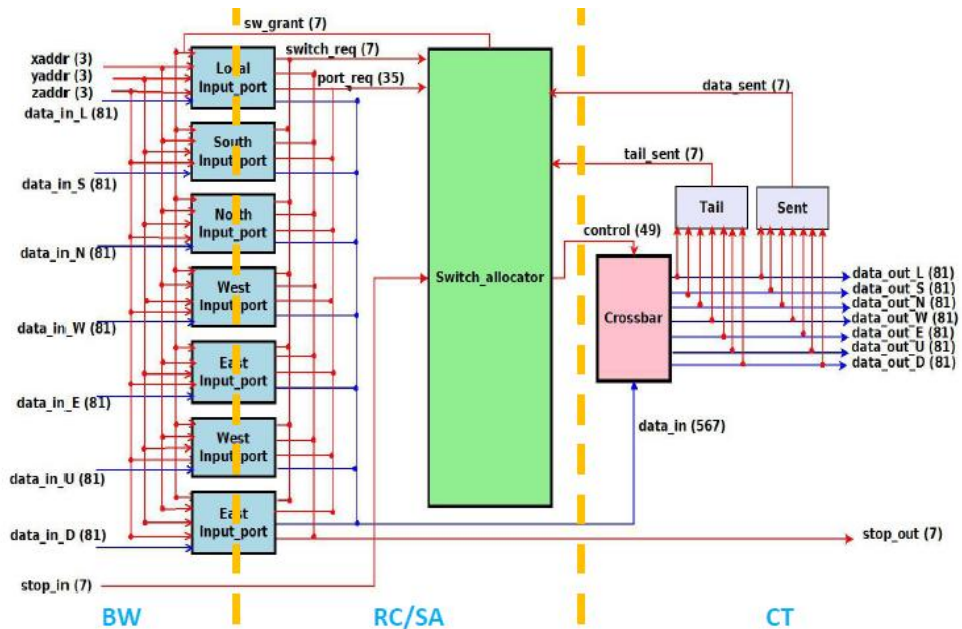 sw_grant (7)
switch_req (7)
port_req (35)
xaddr (3)
yaddr (3)
zaddr (3)
data_in_L (81)
Local
Input_port
data_in_S (81)
South
Input_port
data_in_N (81)
North
Input_port
data_in_W (81)
West
Input_port
data_in_E (81)
East
Input_port
data_in_U (81)
West
Input_port
data_in_D (81)
East
Input_port
stop_in (7)
Switch_allocator
data_sent (7)
tail_sent (7)
Tail
Sent
control (49)
Crossbar
data_out_L (81)
data_out_S (81)
data_out_N (81)
data_out_W (81)
data_out_E (81)
data_out_U (81)
data_out_D (81)
data_in (567)
stop_out (7)
BW
RC/SA
CT